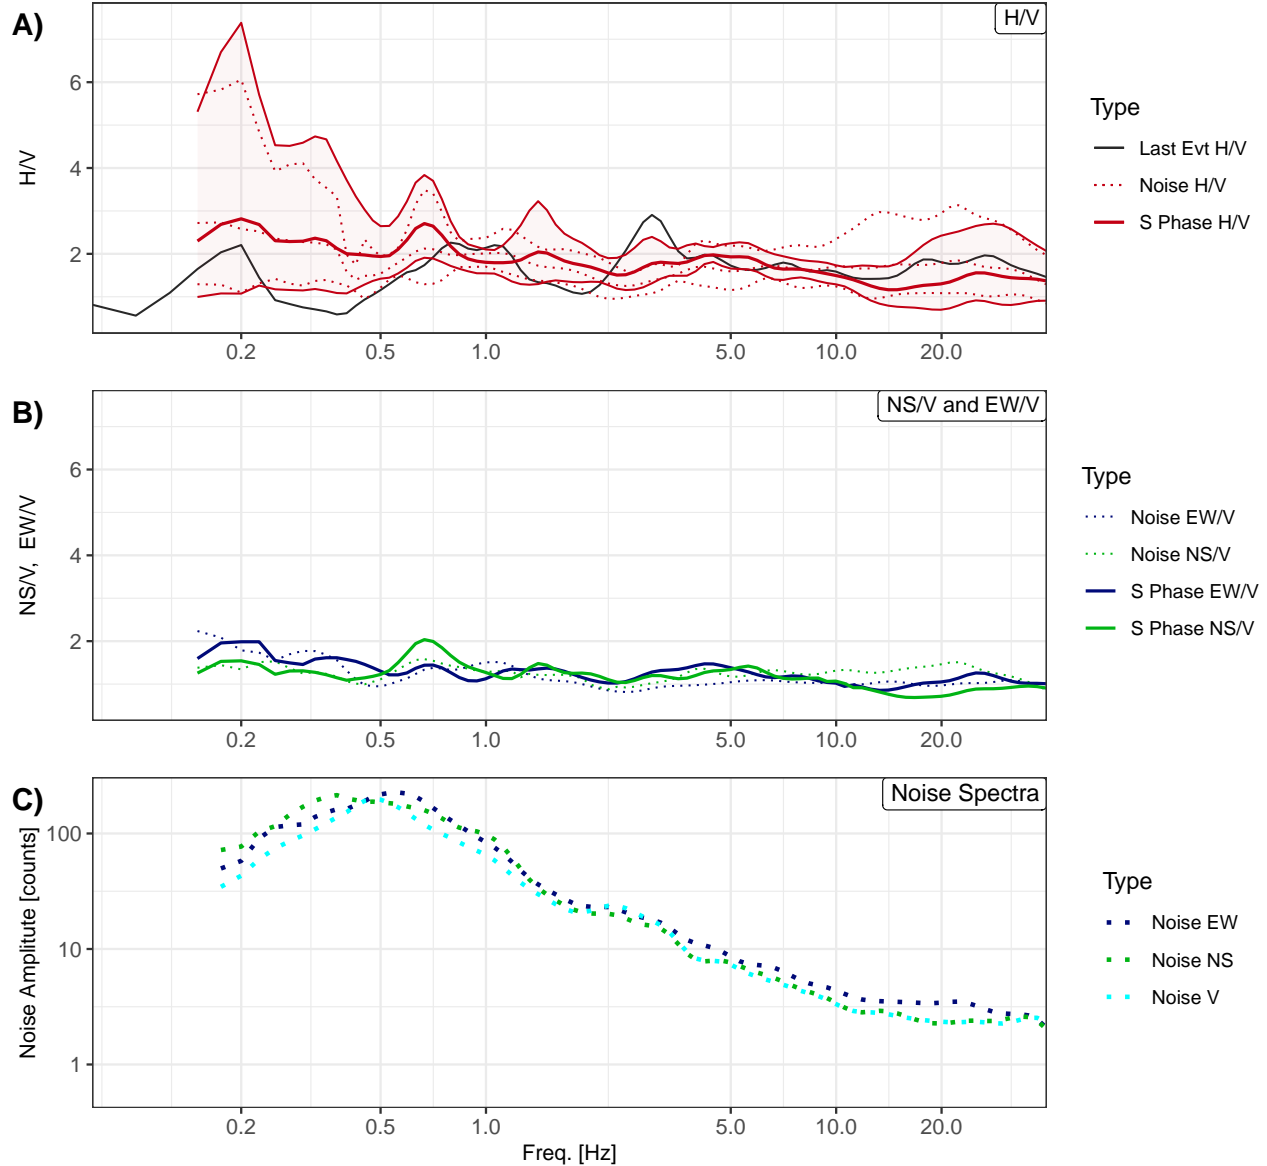 A)
H/V
H/V
6
4
2
0.2 0.5 1.0 5.0 10.0 20.0
Type
Last Evt H/V
Noise H/V
S Phase H/V
B)
NS/V and EW/V
NS/V,  EW/V
6
4
2
0.2 0.5 1.0 5.0 10.0 20.0
Type
Noise EW/V
Noise NS/V
S Phase EW/V
S Phase NS/V
C)
Noise Spectra
Noise Amplitute [counts]
100
10
1
0.2 0.5 1.0 5.0 10.0 20.0
Freq. [Hz]
Type
Noise EW
Noise NS
Noise V